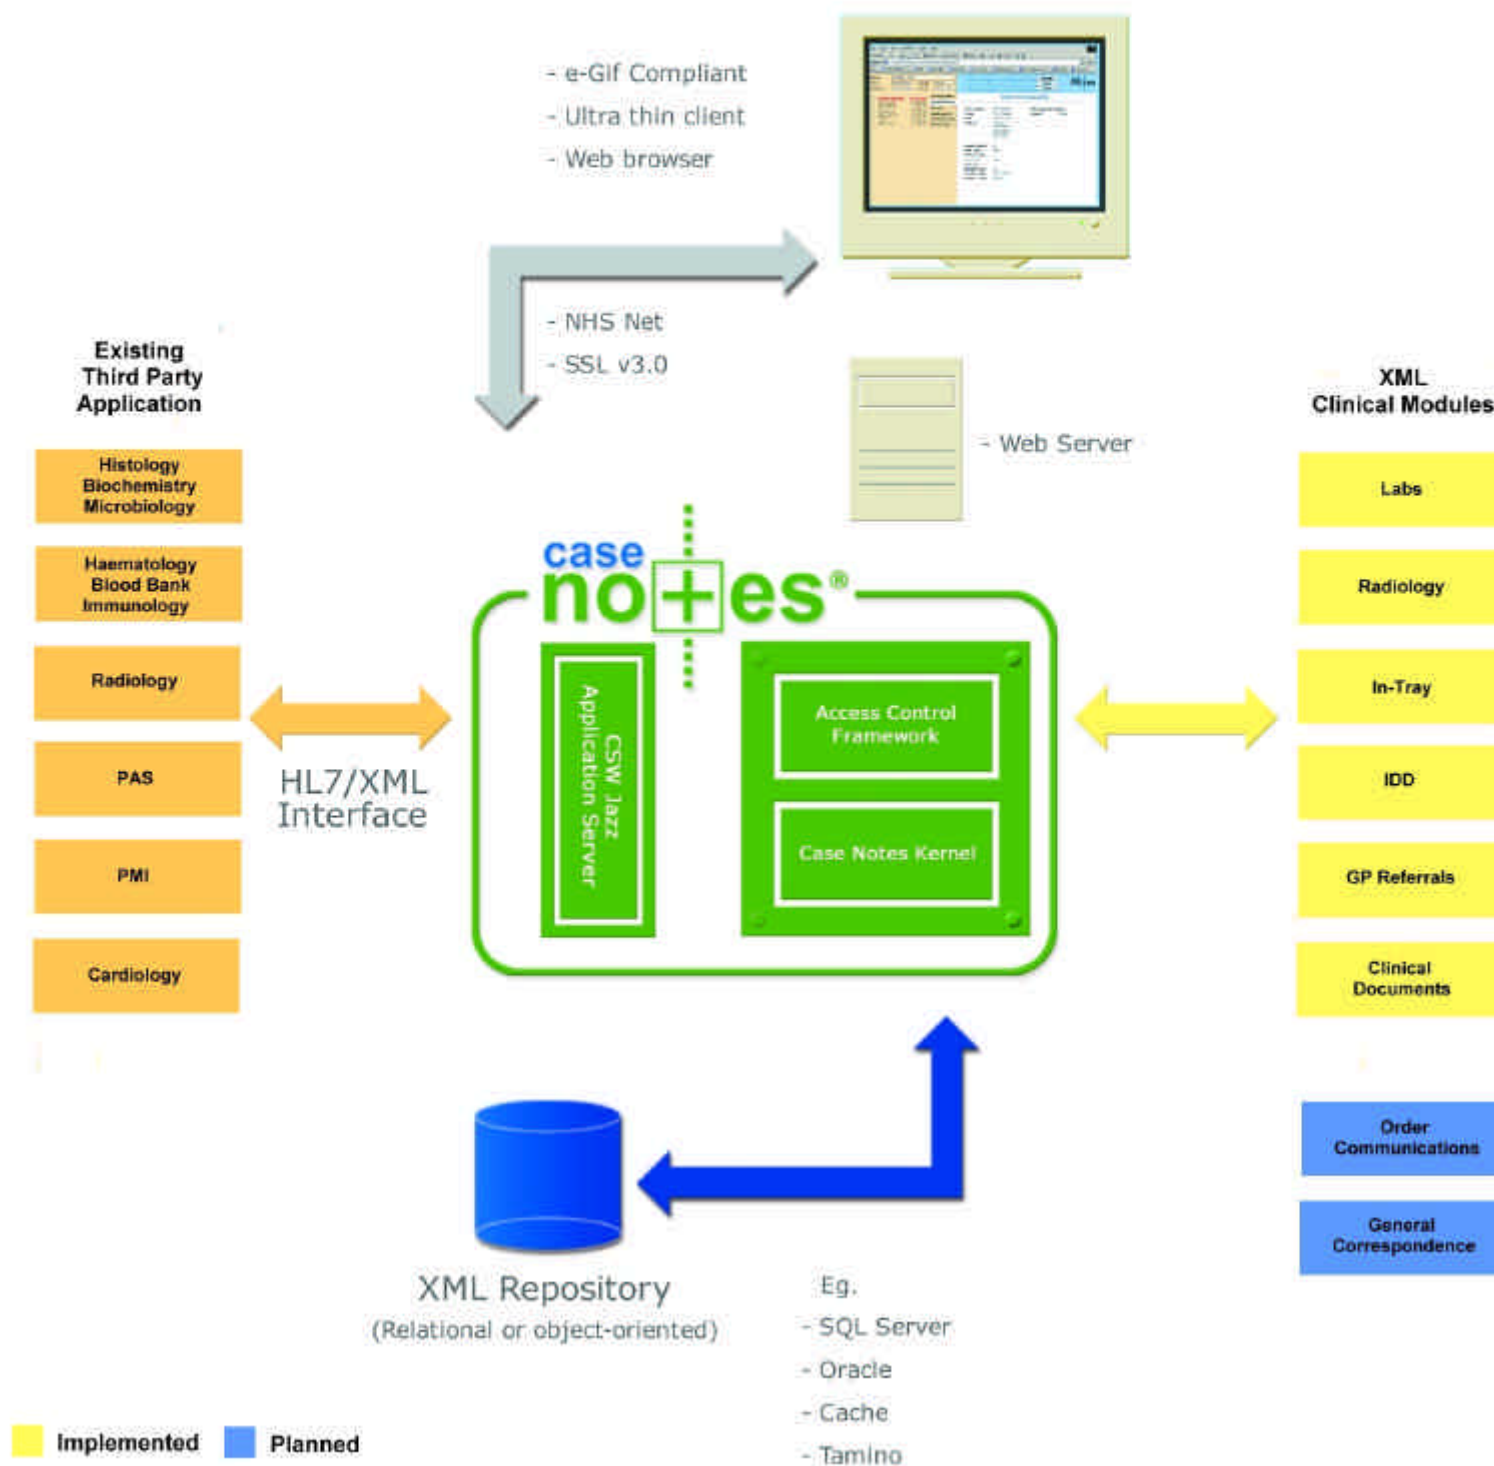 - e-Gif Compliant
- Ultra thin client
- Web browser
- NHS Net
- SSL v3.0
- Web Server
Existing
Third Party
Application
Histology
Biochemistry
Microbiology
Haematology
Blood Bank
Immunology
Radiology
PAS
PMI
Cardiology
HL7/XML
Interface
case
notes®
CSW Jazz
Application Server
Access Control
Framework
Case Notes Kernel
XML
Clinical Modules
Labs
Radiology
In-Tray
IDD
GP Referrals
Clinical
Documents
Order
Communications
General
Correspondence
XML Repository
(Relational or object-oriented)
Eg.
- SQL Server
- Oracle
- Cache
- Tamino
Implemented
Planned